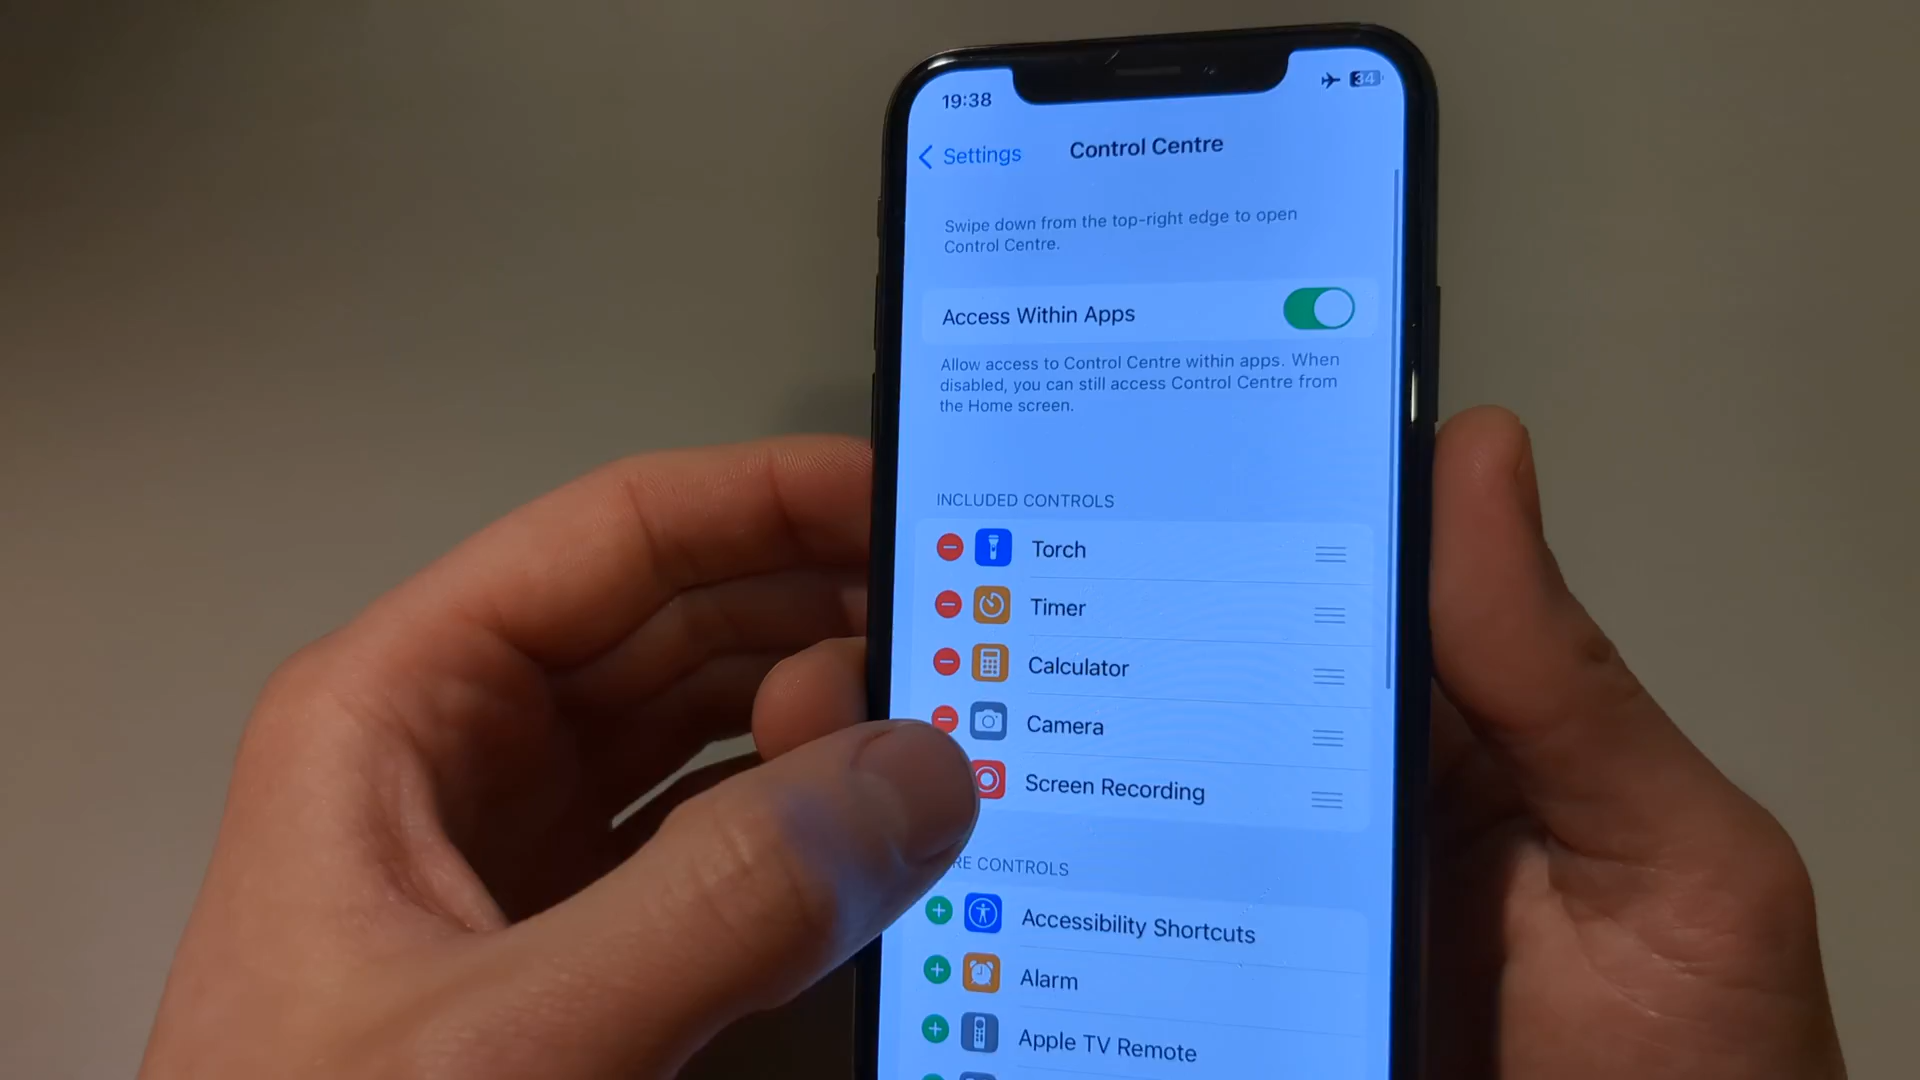 19:38
34
Settings
Control Centre
Swipe down from the top-right edge to open
Control Centre.
Access Within Apps
Allow access to Control Centre within apps. When
disabled, you can still access Control Centre from
the Home screen.
INCLUDED CONTROLS
Torch
Timer
Calculator
Camera
Screen Recording
RE CONTROLS
Accessibility Shortcuts
Alarm
Apple TV Remote